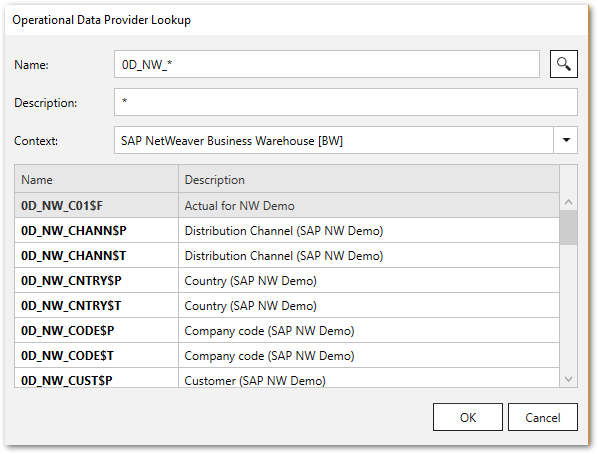 Operational Data Provider Lookup
Name: 0D_NW_*
Description: *
Context: SAP NetWeaver Business Warehouse [BW]
Name Description
0D_NW_C01$F Actual for NW Demo
0D_NW_CHANN$P Distribution Channel (SAP NW Demo)
0D_NW_CHANN$T Distribution Channel (SAP NW Demo)
0D_NW_CNTRY$P Country (SAP NW Demo)
0D_NW_CNTRY$T Country (SAP NW Demo)
0D_NW_CODE$P Company code (SAP NW Demo)
0D_NW_CODE$T Company code (SAP NW Demo)
0D_NW_CUST$P Customer (SAP NW Demo)
OK Cancel